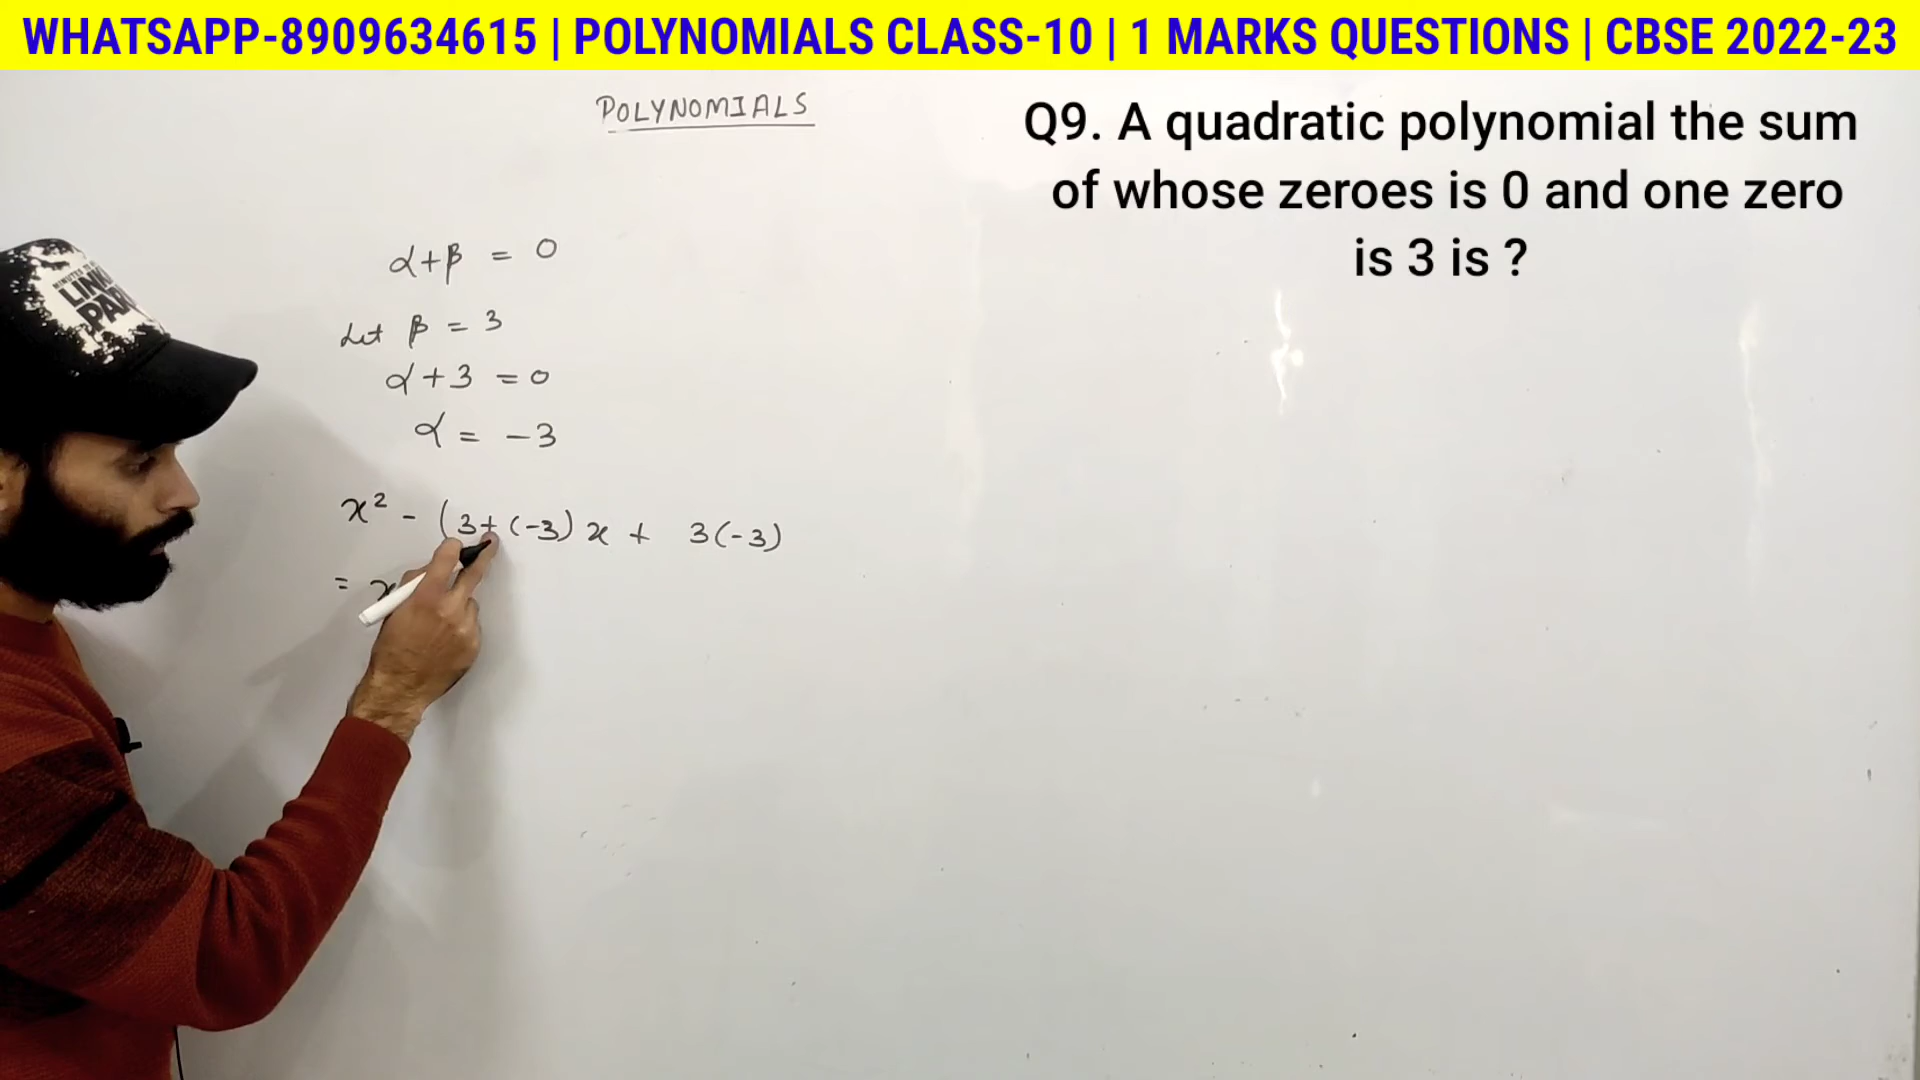 WHATSAPP-8909634615 | POLYNOMIALS CLASS-10 | 1 MARKS QUESTIONS | CBSE 2022-23
POLYNOMIALS
Q9. A quadratic polynomial the sum
of whose zeroes is 0 and one zero
is 3 is ?
α+β = 0
Let β = 3
α+3 = 0
α = -3
x² - (3+(-3)x + 3(-3)
= x
LINKIN
PARK